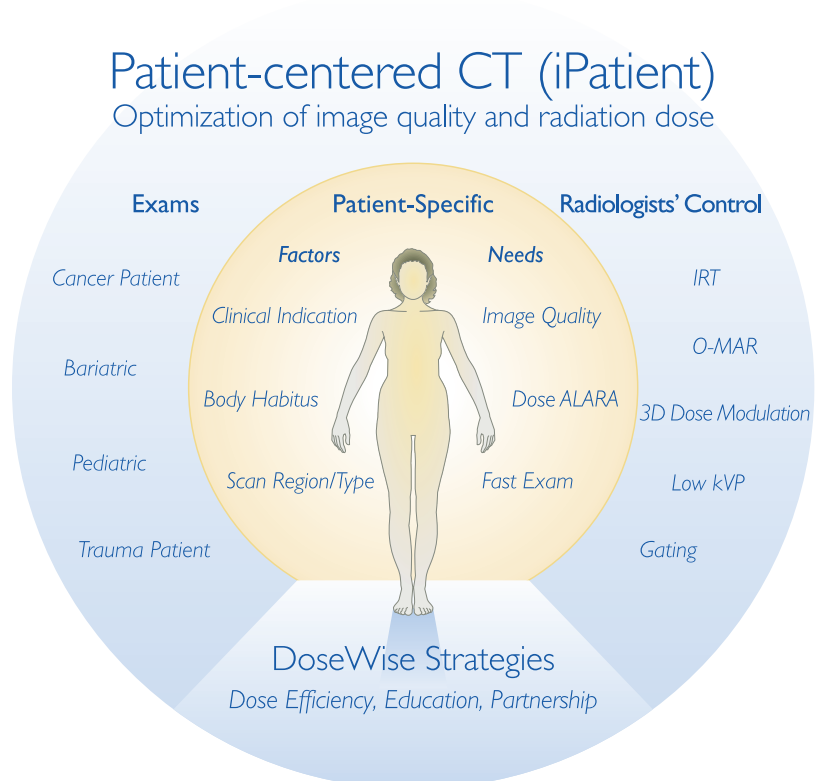 Patient-centered CT (iPatient)
Optimization of image quality and radiation dose
Exams
Cancer Patient
Bariatric
Pediatric
Trauma Patient
Patient-Specific
Factors
Clinical Indication
Body Habitus
Scan Region/Type
Needs
Image Quality
Dose ALARA
Fast Exam
Radiologists' Control
IRT
O-MAR
3D Dose Modulation
Low kVP
Gating
DoseWise Strategies
Dose Efficiency, Education, Partnership